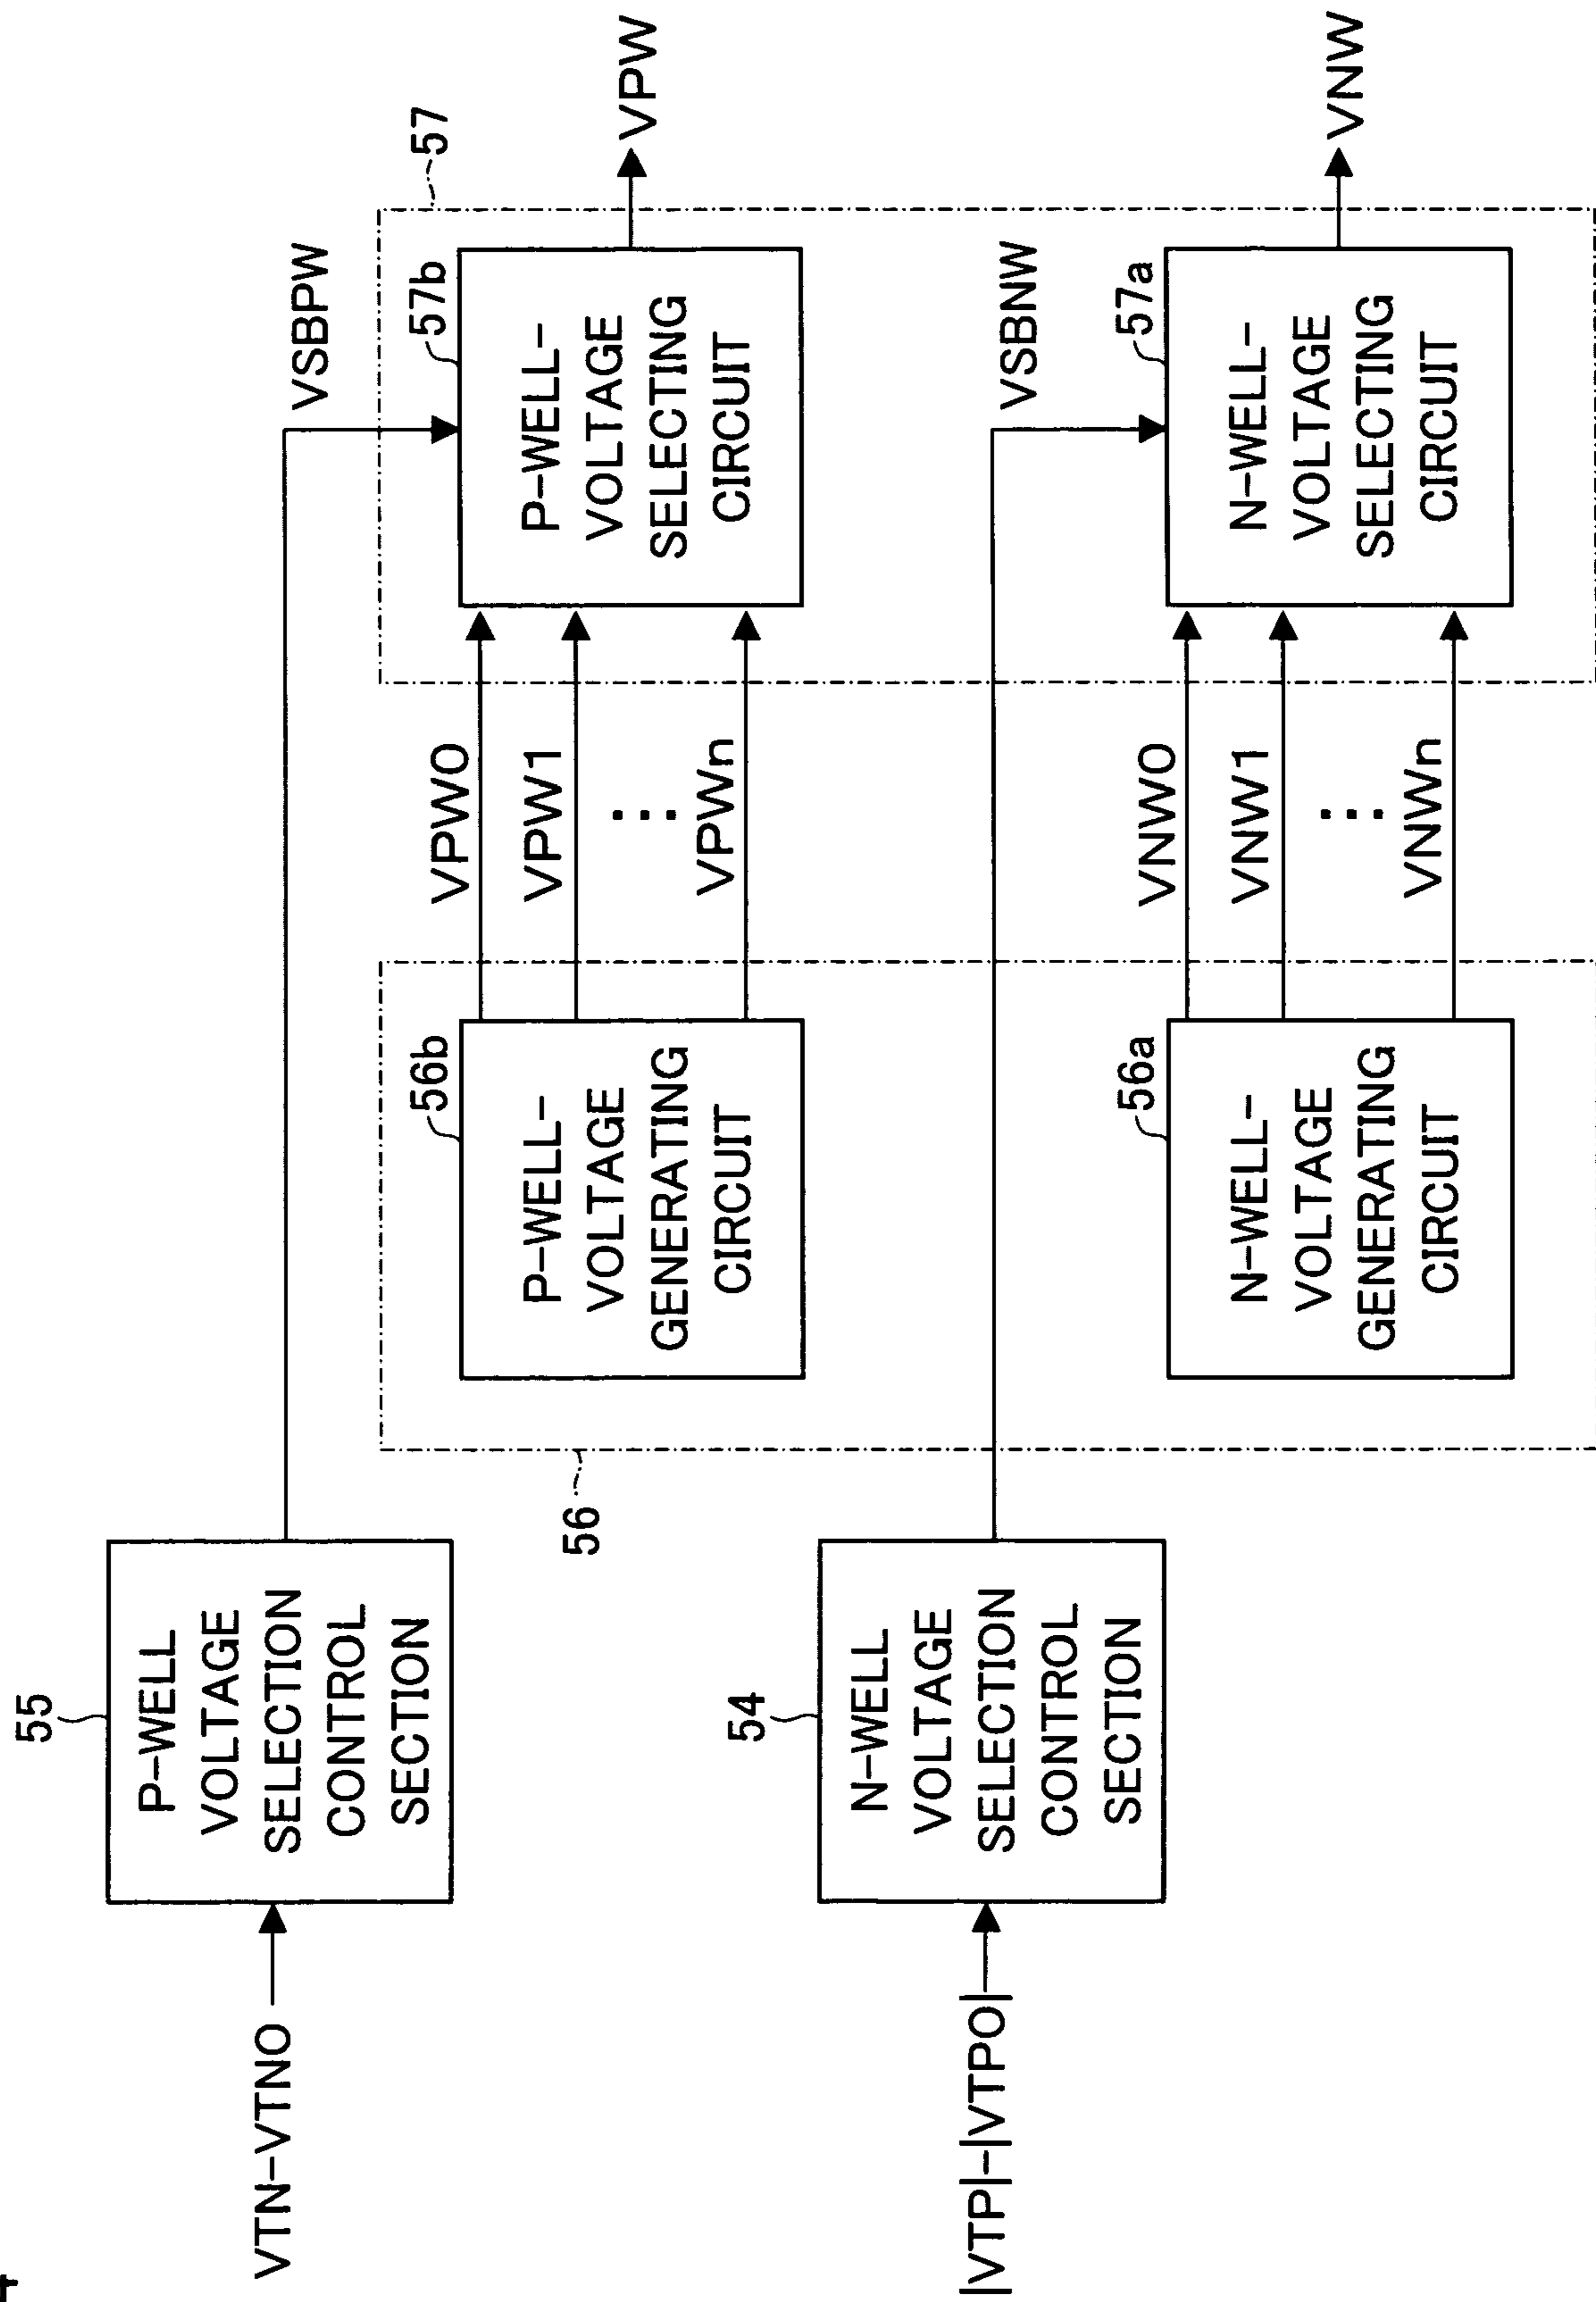 55
P-WELL
VOLTAGE
SELECTION
CONTROL
SECTION
VTN-VTNO
VSBPW
57
56
56b
P-WELL-
VOLTAGE
GENERATING
CIRCUIT
VPW0
VPW1
VPWn
57b
P-WELL-
VOLTAGE
SELECTING
CIRCUIT
VPW
54
N-WELL
VOLTAGE
SELECTION
CONTROL
SECTION
|VTP|-|VTPO|
VSBNW
56a
N-WELL-
VOLTAGE
GENERATING
CIRCUIT
VNW0
VNW1
VNWn
57a
N-WELL-
VOLTAGE
SELECTING
CIRCUIT
VNW